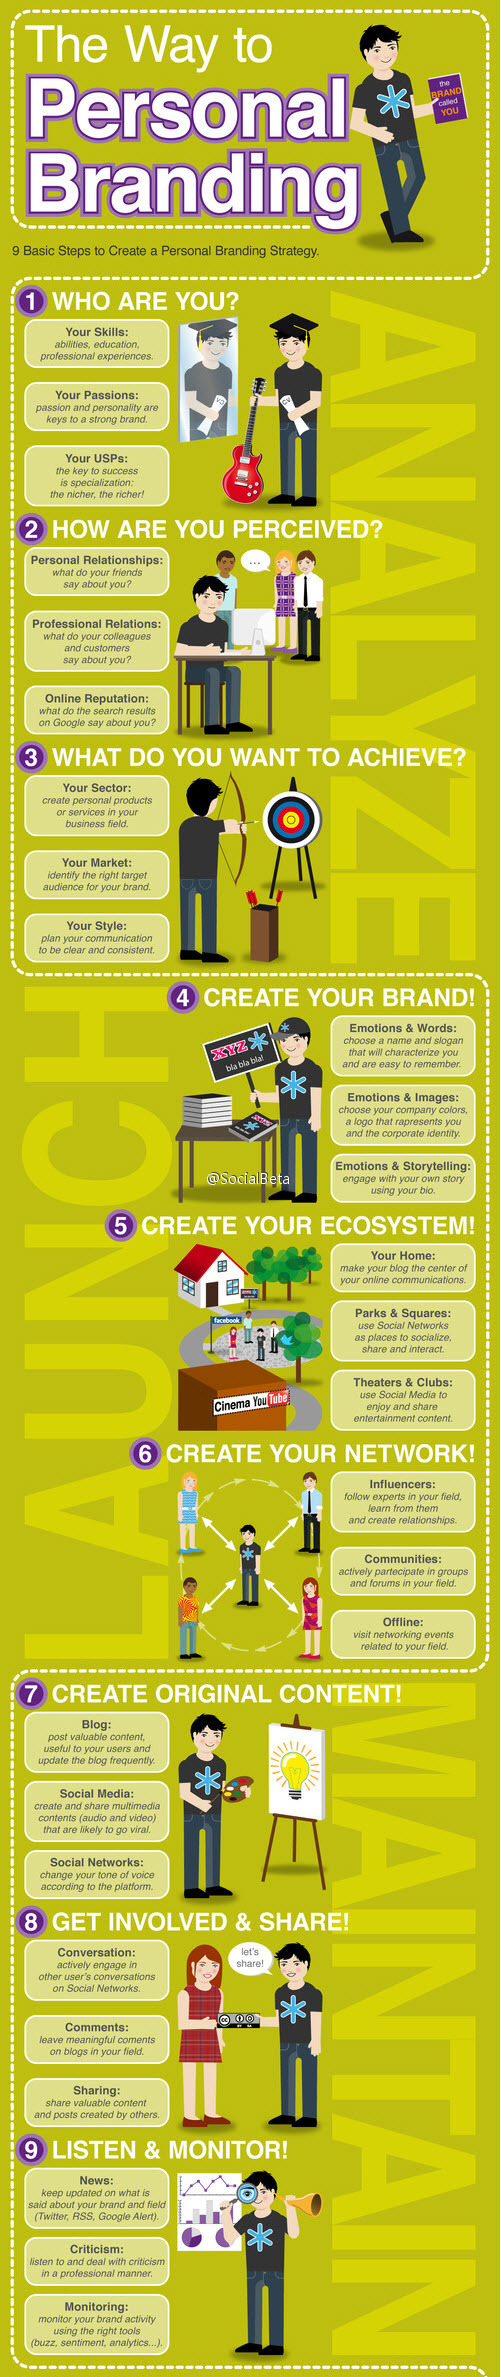 The Way to
Personal
Branding
the
BRAND
called
YOU
9 Basic Steps to Create a Personal Branding Strategy.
ANALYZE
1 WHO ARE YOU?
Your Skills:
abilities, education,
professional experiences.
Your Passions:
passion and personality are
keys to a strong brand.
Your USPs:
the key to success
is specialization:
the nicher, the richer!
CV
2 HOW ARE YOU PERCEIVED?
Personal Relationships:
what do your friends
say about you?
Professional Relations:
what do your colleagues
and customers
say about you?
Online Reputation:
what do the search results
on Google say about you?
...
3 WHAT DO YOU WANT TO ACHIEVE?
Your Sector:
create personal products
or services in your
business field.
Your Market:
identify the right target
audience for your brand.
Your Style:
plan your communication
to be clear and consistent.
LAUNCH
4 CREATE YOUR BRAND!
XYZ
bla bla bla!
Emotions & Words:
choose a name and slogan
that will characterize you
and are easy to remember.
Emotions & Images:
choose your company colors,
a logo that rapresents you
and the corporate identity.
Emotions & Storytelling:
engage with your own story
using your bio.
@SocialBeta
5 CREATE YOUR ECOSYSTEM!
Your Home:
make your blog the center of
your online communications.
Parks & Squares:
use Social Networks
as places to socialize,
share and interact.
Theaters & Clubs:
use Social Media to
enjoy and share
entertainment content.
facebook
Cinema YouTube
6 CREATE YOUR NETWORK!
Influencers:
follow experts in your field,
learn from them
and create relationships.
Communities:
actively partecipate in groups
and forums in your field.
Offline:
visit networking events
related to your field.
MAINTAIN
7 CREATE ORIGINAL CONTENT!
Blog:
post valuable content,
useful to your users and
update the blog frequently.
Social Media:
create and share multimedia
contents (audio and video)
that are likely to go viral.
Social Networks:
change your tone of voice
according to the platform.
8 GET INVOLVED & SHARE!
Conversation:
actively engage in
other user's conversations
on Social Networks.
Comments:
leave meaningful coments
on blogs in your field.
Sharing:
share valuable content
and posts created by others.
let's
share!
cc
BY SA
9 LISTEN & MONITOR!
News:
keep updated on what is
said about your brand and field
(Twitter, RSS, Google Alert).
Criticism:
listen to and deal with criticism
in a professional manner.
Monitoring:
monitor your brand activity
using the right tools
(buzz, sentiment, analytics...).